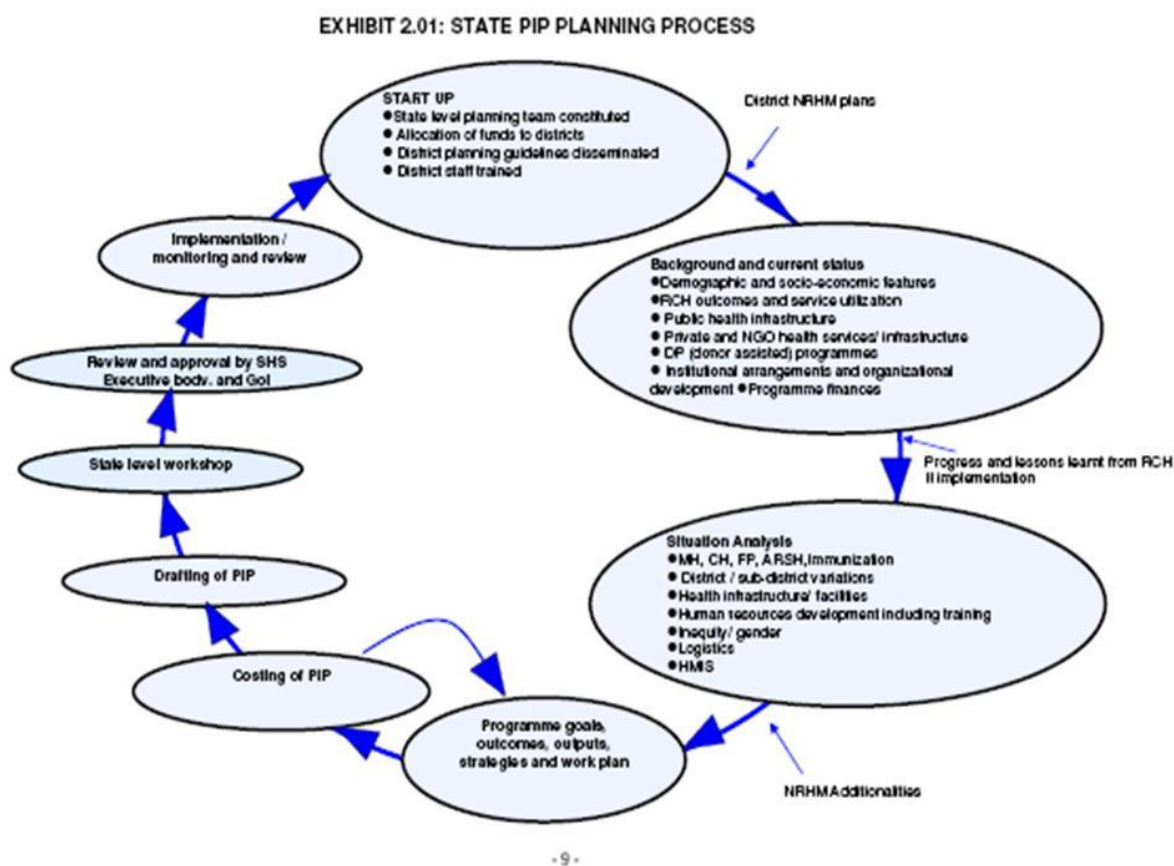 EXHIBIT 2.01: STATE PIP PLANNING PROCESS
START UP
●State level planning team constituted
● Allocation of funds to districts
● District planning guidelines disseminated
● District staff trained
District NRHM plans
Background and current status
●Demographic and socio-economic features
●RCH outcomes and service utilization
● Public health infrastructure
● Private and NGO health services/ infrastructure
● DP (donor assisted) programmes
● Institutional arrangements and organizational
development ●Programme finances
Progress and lessons learnt from RCH
II implementation
Situation Analysis
●MH, CH, FP, ARSH,Immunization
● District / sub-district variations
●Health infrastructure/ facilities
●Human resources development including training
●Inequity/ gender
●Logistics
●HMIS
NRHM Additionalities
Programme goals,
outcomes, outputs,
strategies and work plan
Costing of PIP
Drafting of PIP
State level workshop
Review and approval by SHS
Executive body. and GoI
Implementation /
monitoring and review
- 9 -